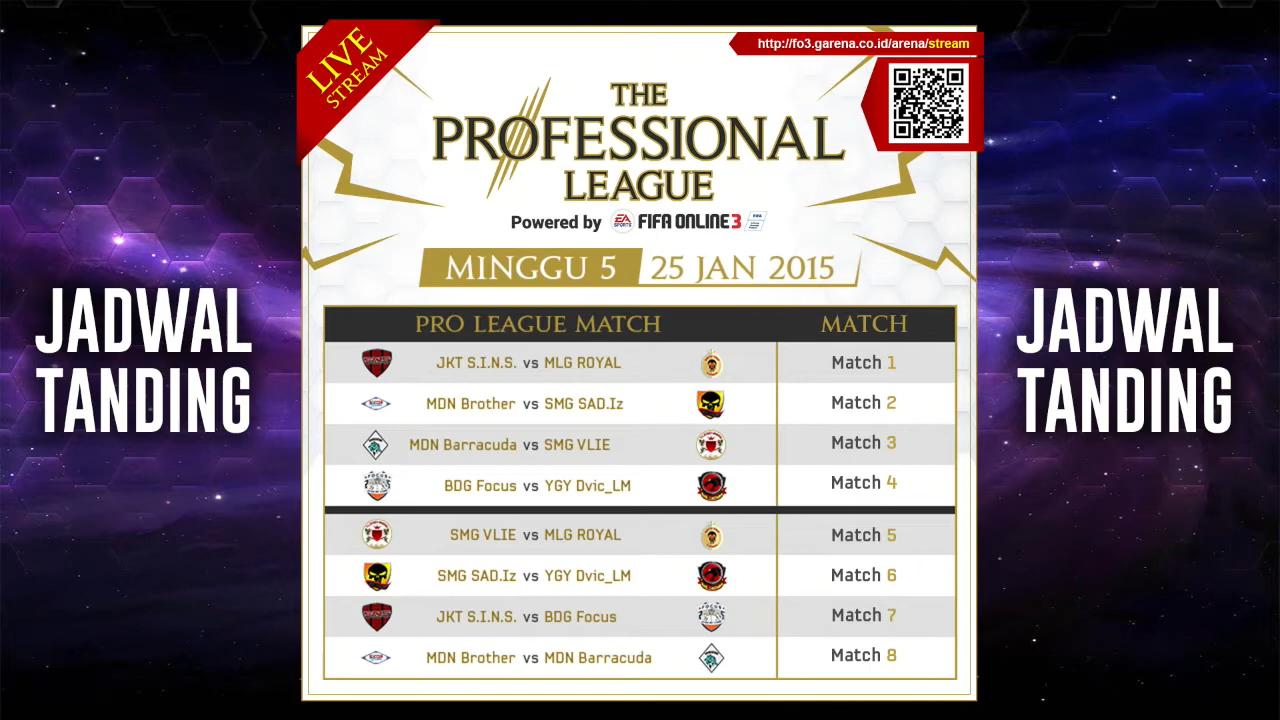 LIVE
STREAM
http://fo3.garena.co.id/arena/stream
THE
PROFESSIONAL
LEAGUE
Powered by EA SPORTS FIFA ONLINE 3 FIFA
MINGGU 5 25 JAN 2015
JADWAL
TANDING
PRO LEAGUE MATCH MATCH
JKT S.I.N.S. vs MLG ROYAL Match 1
MDN Brother vs SMG SAD.Iz Match 2
MDN Barracuda vs SMG VLIE Match 3
BDG Focus vs YGY Dvic_LM Match 4
SMG VLIE vs MLG ROYAL Match 5
SMG SAD.Iz vs YGY Dvic_LM Match 6
JKT S.I.N.S. vs BDG Focus Match 7
MDN Brother vs MDN Barracuda Match 8
JADWAL
TANDING